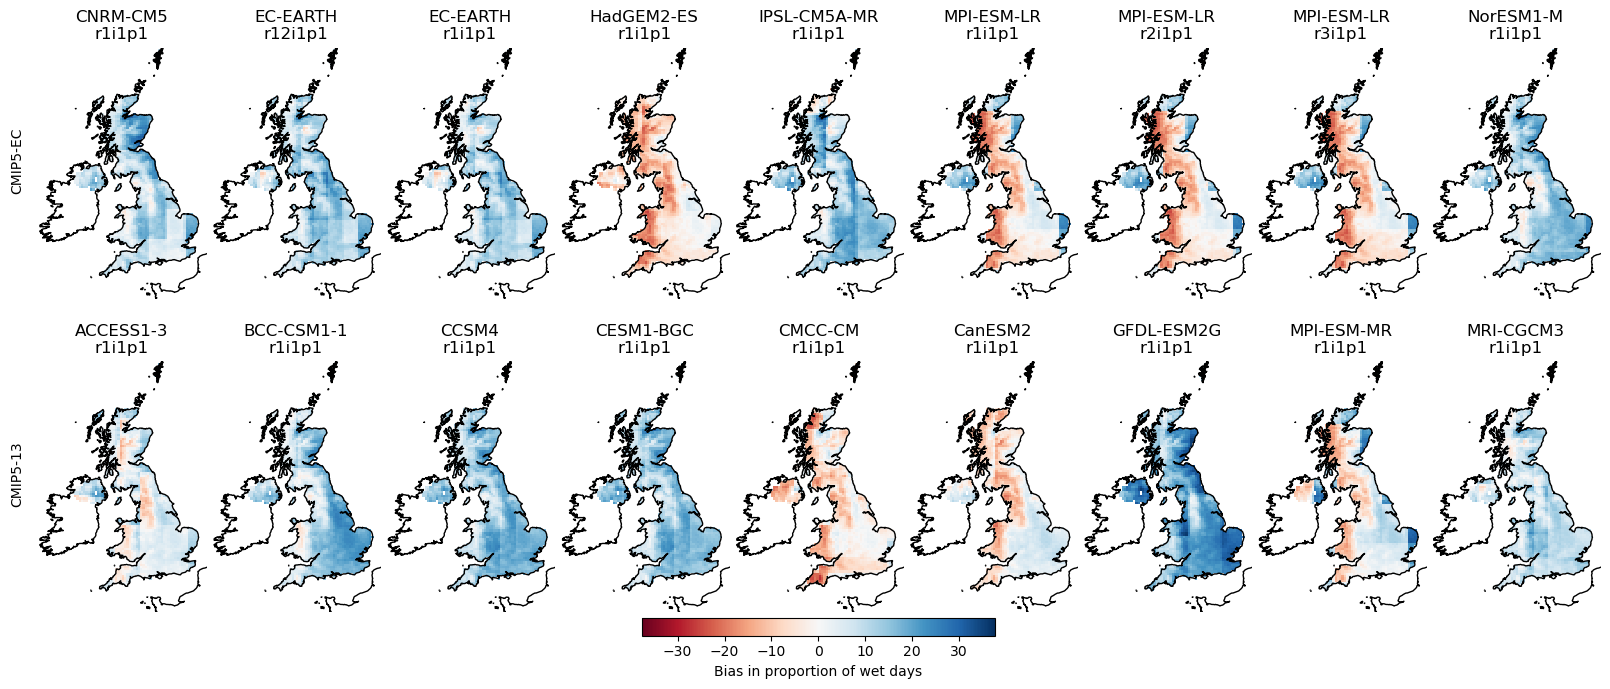 CNRM-CM5
r1i1p1
EC-EARTH
r12i1p1
EC-EARTH
r1i1p1
HadGEM2-ES
r1i1p1
IPSL-CM5A-MR
r1i1p1
MPI-ESM-LR
r1i1p1
MPI-ESM-LR
r2i1p1
MPI-ESM-LR
r3i1p1
NorESM1-M
r1i1p1
CMIP5-EC
ACCESS1-3
r1i1p1
BCC-CSM1-1
r1i1p1
CCSM4
r1i1p1
CESM1-BGC
r1i1p1
CMCC-CM
r1i1p1
CanESM2
r1i1p1
GFDL-ESM2G
r1i1p1
MPI-ESM-MR
r1i1p1
MRI-CGCM3
r1i1p1
CMIP5-13
−30 −20 −10 0 10 20 30
Bias in proportion of wet days